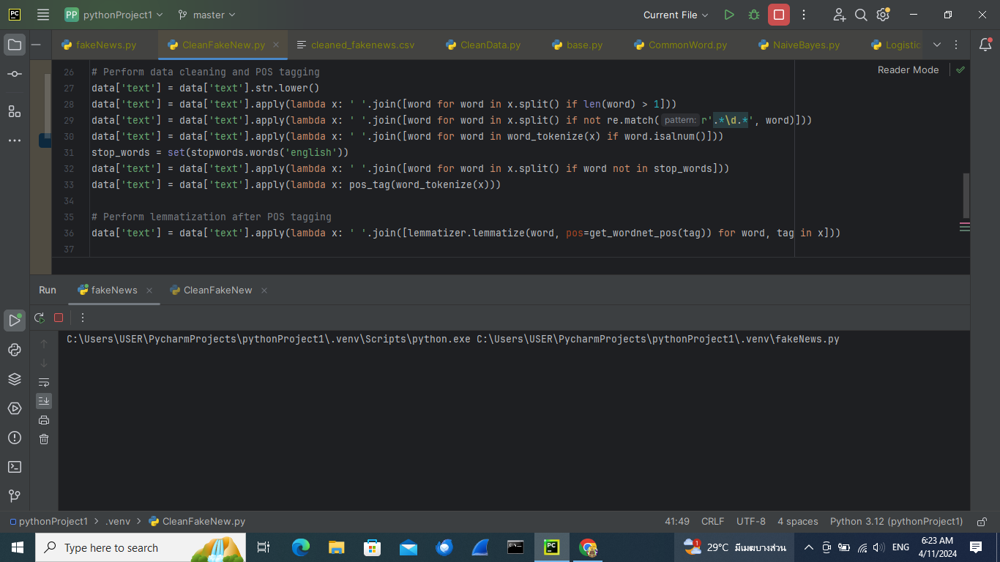 PC
PP pythonProject1 master Current File
fakeNews.py CleanFakeNew.py cleaned_fakenews.csv CleanData.py base.py CommonWord.py NaiveBayes.py Logistic
Reader Mode
26 # Perform data cleaning and POS tagging
27 data['text'] = data['text'].str.lower()
28 data['text'] = data['text'].apply(lambda x: ' '.join([word for word in x.split() if len(word) > 1]))
29 data['text'] = data['text'].apply(lambda x: ' '.join([word for word in x.split() if not re.match( pattern: r'.*\d.*', word)]))
30 data['text'] = data['text'].apply(lambda x: ' '.join([word for word in word_tokenize(x) if word.isalnum()]))
31 stop_words = set(stopwords.words('english'))
32 data['text'] = data['text'].apply(lambda x: ' '.join([word for word in x.split() if word not in stop_words]))
33 data['text'] = data['text'].apply(lambda x: pos_tag(word_tokenize(x)))
34
35 # Perform lemmatization after POS tagging
36 data['text'] = data['text'].apply(lambda x: ' '.join([lemmatizer.lemmatize(word, pos=get_wordnet_pos(tag)) for word, tag in x]))
37
Run fakeNews CleanFakeNew
C:\Users\USER\PycharmProjects\pythonProject1\.venv\Scripts\python.exe C:\Users\USER\PycharmProjects\pythonProject1\.venv\fakeNews.py
pythonProject1 > .venv > CleanFakeNew.py 41:49 CRLF UTF-8 4 spaces Python 3.12 (pythonProject1)
Type here to search PC 1 29°C มีเมฆบางส่วน ENG 6:23 AM
4/11/2024